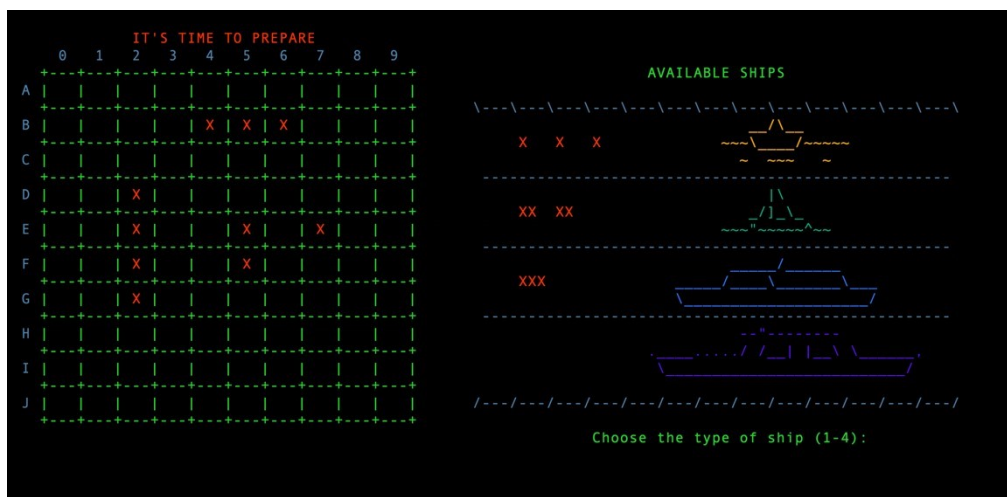 IT'S TIME TO PREPARE
0 1 2 3 4 5 6 7 8 9
A
B X X X
C
D X
E X X X
F X X
G X
H
I
J
AVAILABLE SHIPS
X X X
XX XX
XXX
Choose the type of ship (1-4):